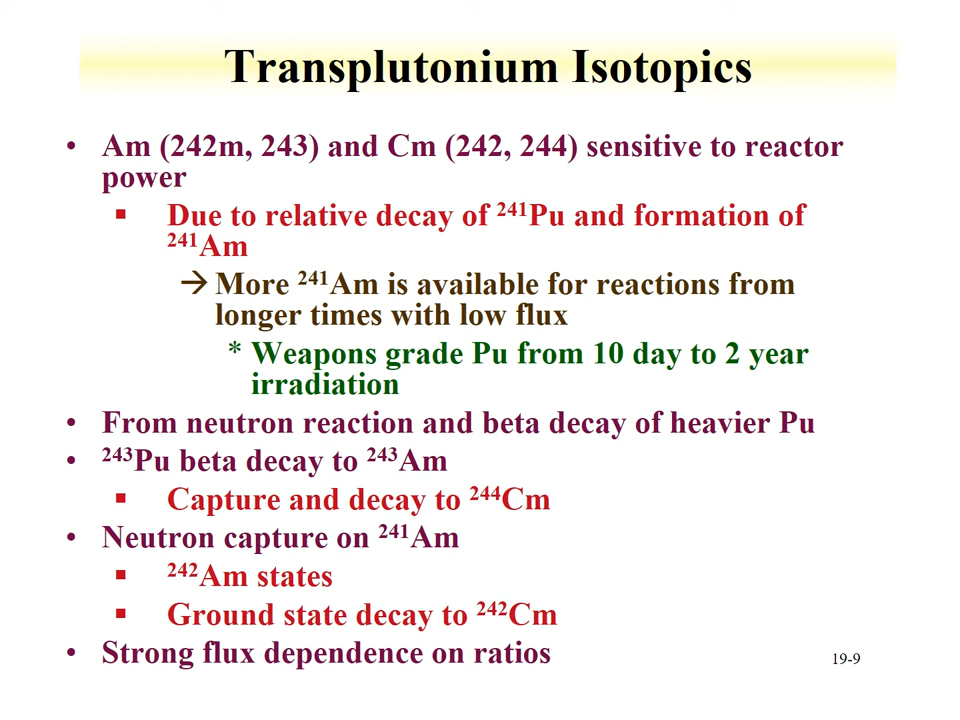 Transplutonium Isotopics
• Am (242m, 243) and Cm (242, 244) sensitive to reactor
power
▪ Due to relative decay of ²⁴¹Pu and formation of
²⁴¹Am
→ More ²⁴¹Am is available for reactions from
longer times with low flux
* Weapons grade Pu from 10 day to 2 year
irradiation
• From neutron reaction and beta decay of heavier Pu
• ²⁴³Pu beta decay to ²⁴³Am
▪ Capture and decay to ²⁴⁴Cm
• Neutron capture on ²⁴¹Am
▪ ²⁴²Am states
▪ Ground state decay to ²⁴²Cm
• Strong flux dependence on ratios
19-9